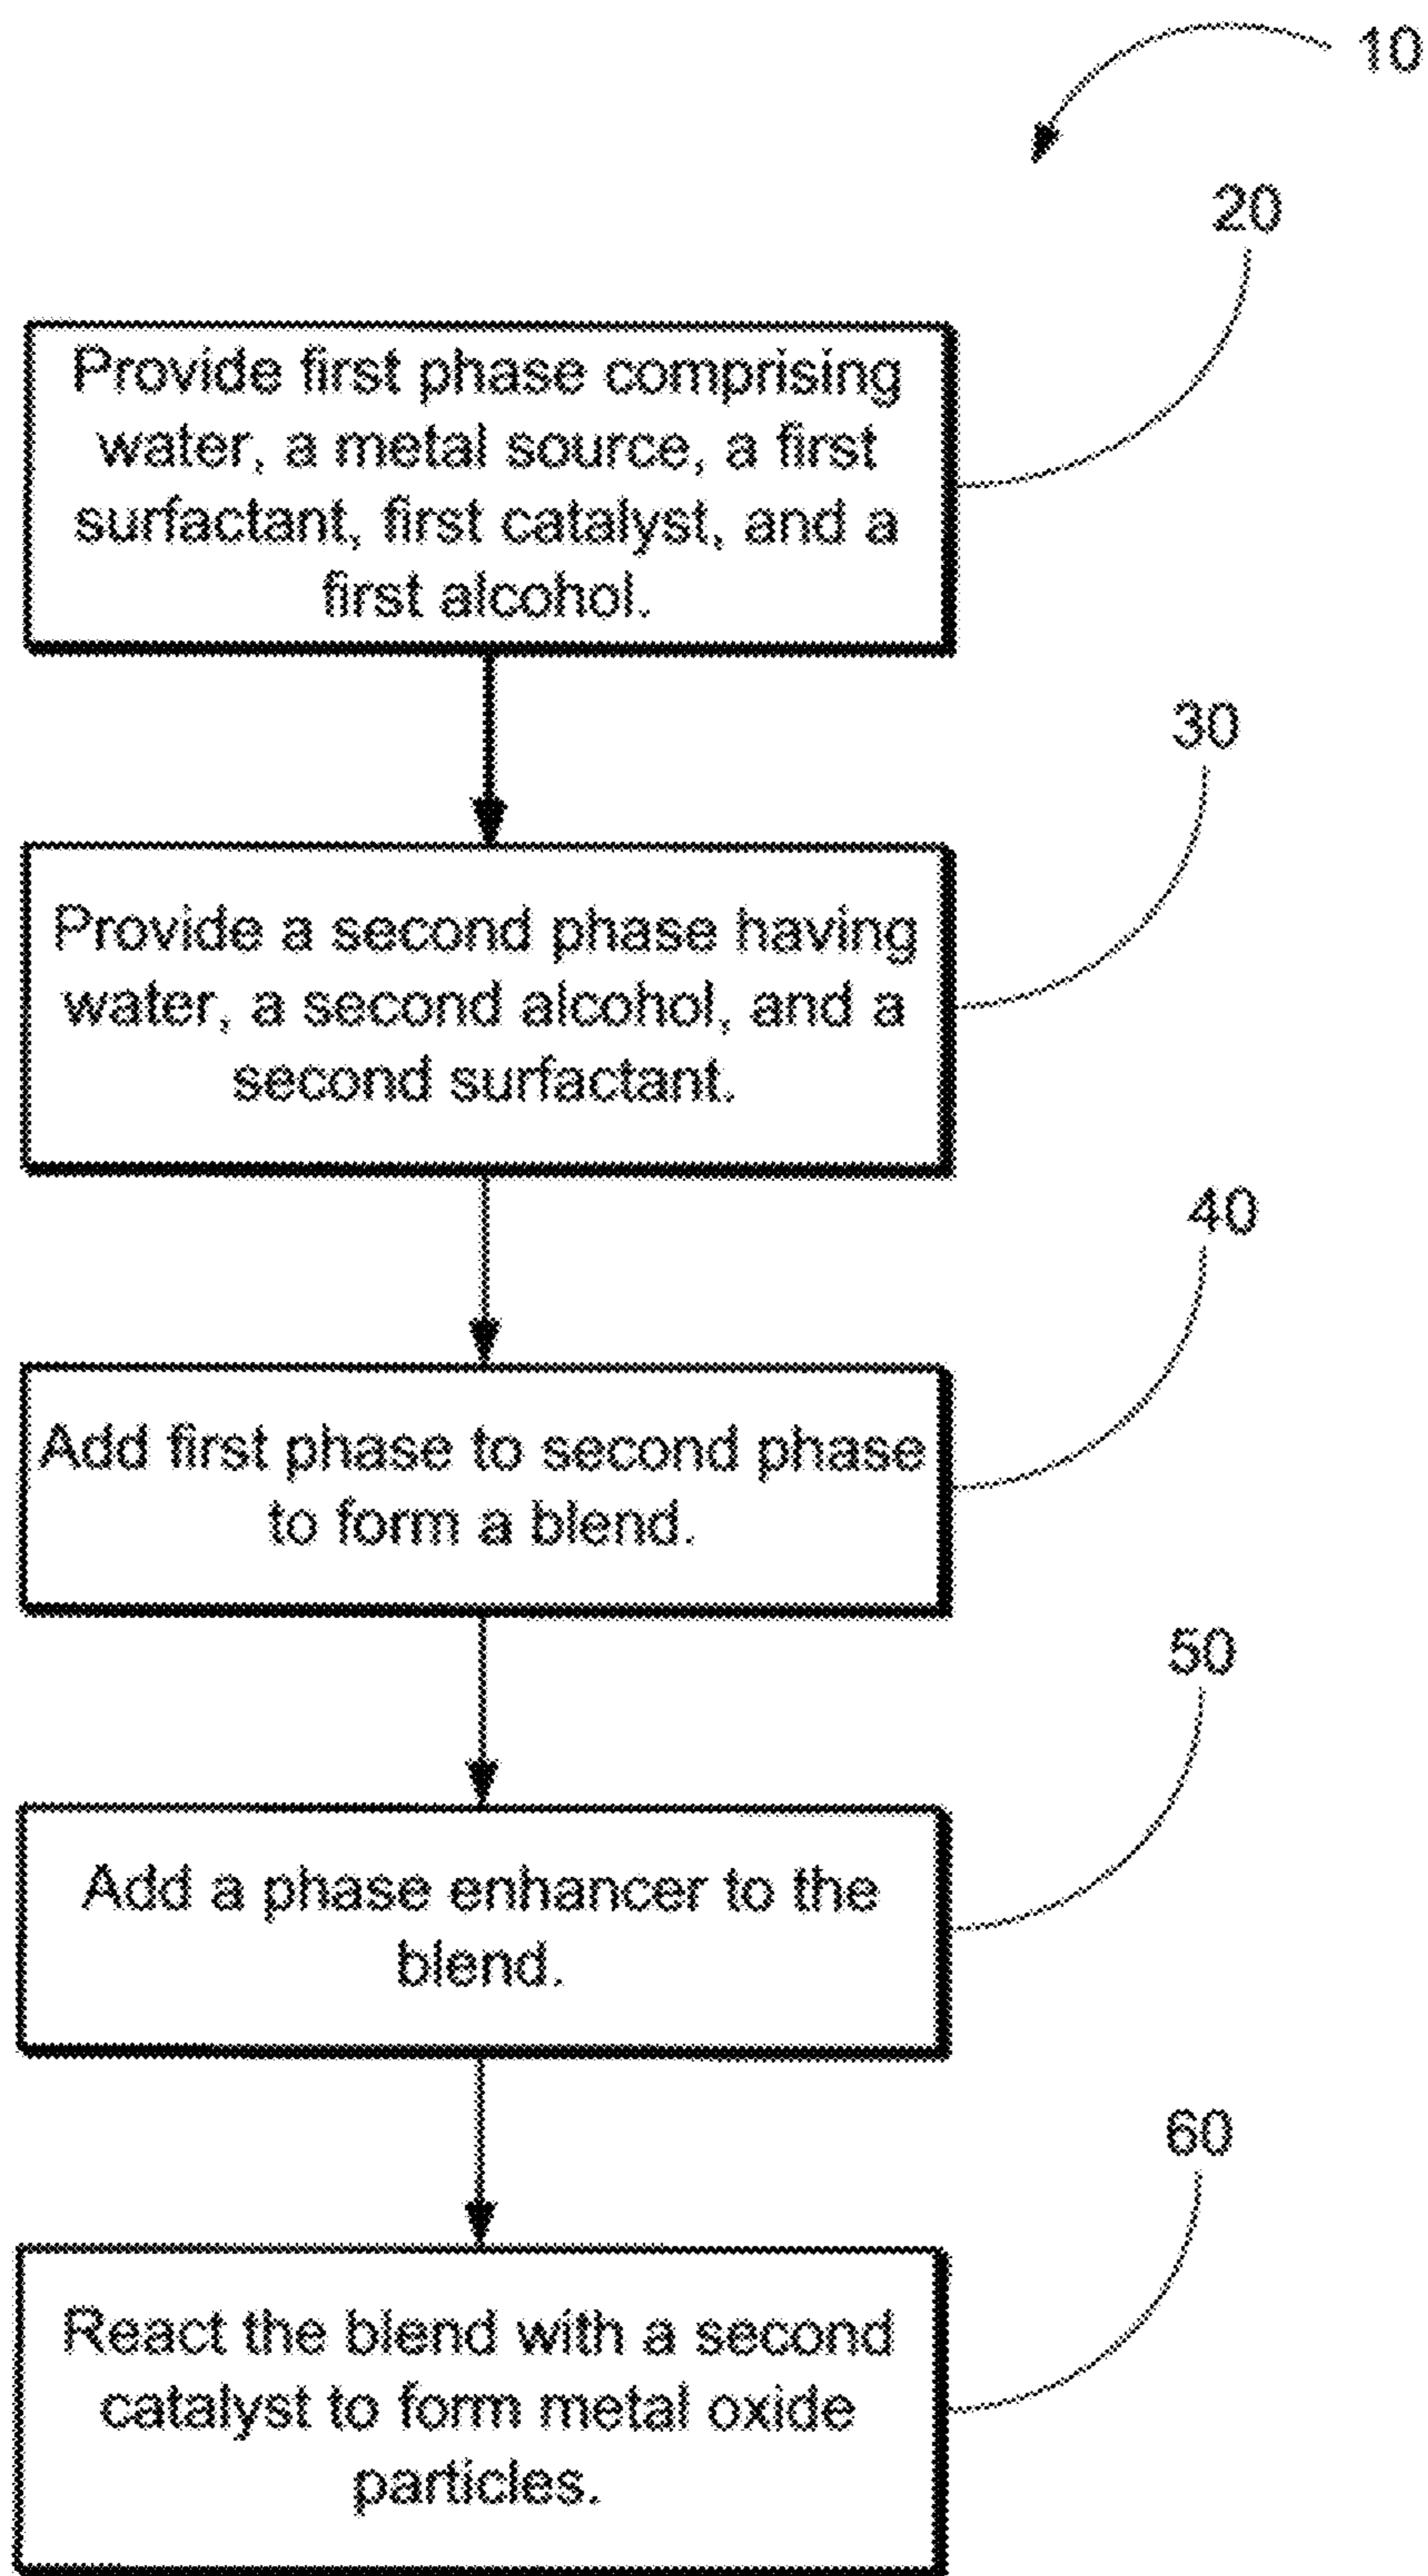 10
20
Provide first phase comprising
water, a metal source, a first
surfactant, first catalyst, and a
first alcohol.
30
Provide a second phase having
water, a second alcohol, and a
second surfactant.
40
Add first phase to second phase
to form a blend.
50
Add a phase enhancer to the
blend.
60
React the blend with a second
catalyst to form metal oxide
particles.